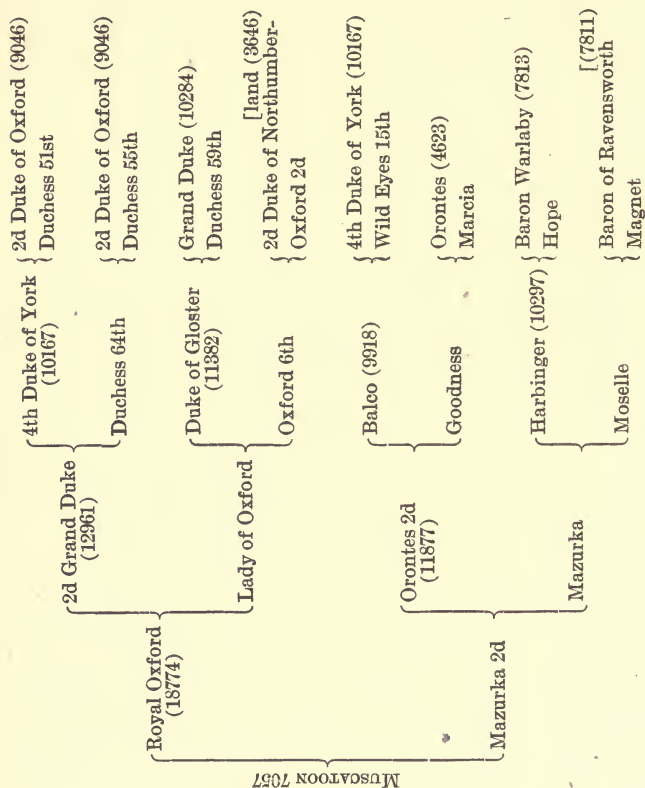 MUSCATOON 7057
Royal Oxford
(18774)
Mazurka 2d
2d Grand Duke
(12961)
Lady of Oxford
Orontes 2d
(11877)
Mazurka
4th Duke of York
(10167)
Duchess 64th
Duke of Gloster
(11382)
Oxford 6th
Balco (9918)
Goodness
Harbinger (10297)
Moselle
2d Duke of Oxford (9046)
Duchess 51st
2d Duke of Oxford (9046)
Duchess 55th
Grand Duke (10284)
Duchess 59th
[land (3646)
2d Duke of Northumber-
Oxford 2d
4th Duke of York (10167)
Wild Eyes 15th
Orontes (4623)
Marcia
Baron Warlaby (7813)
Hope
[(7811)
Baron of Ravensworth
Magnet